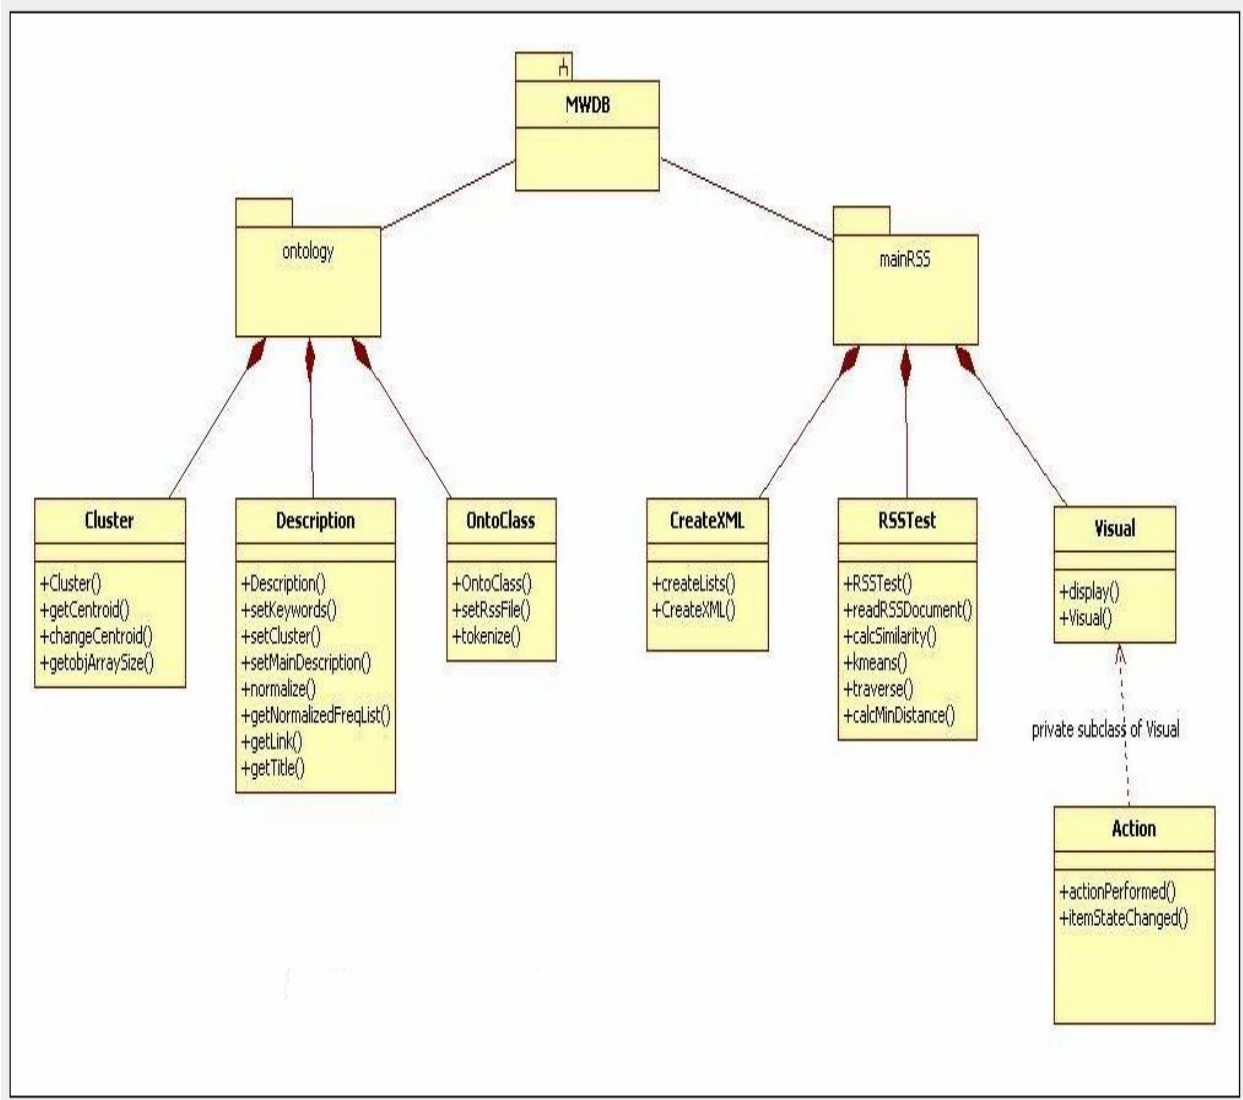 MWDB
ontology
mainRSS
Cluster
+Cluster()
+getCentroid()
+changeCentroid()
+getobjArraySize()
Description
+Description()
+setKeywords()
+setCluster()
+setMainDescription()
+normalize()
+getNormalizedFreqList()
+getLink()
+getTitle()
OntoClass
+OntoClass()
+setRssFile()
+tokenize()
CreateXML
+createLists()
+CreateXML()
RSSTest
+RSSTest()
+readRSSDocument()
+calcSimilarity()
+kmeans()
+traverse()
+calcMinDistance()
Visual
+display()
+Visual()
private subclass of Visual
Action
+actionPerformed()
+itemStateChanged()